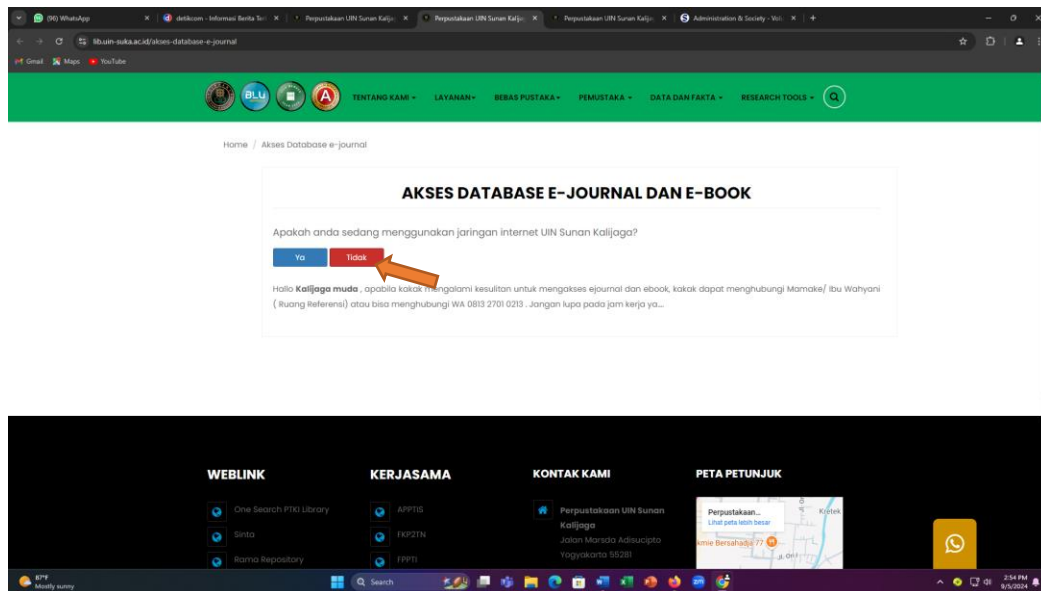 (96) WhatsApp
detikcom - Informasi Berita Ter
Perpustakaan UIN Sunan Kalija
Perpustakaan UIN Sunan Kalija
Perpustakaan UIN Sunan Kalija
Administration & Society - Vol
lib.uin-suka.ac.id/akses-database-e-journal
Gmail Maps YouTube
BLU A TENTANG KAMI LAYANAN BEBAS PUSTAKA PEMUSTAKA DATA DAN FAKTA RESEARCH TOOLS
Home / Akses Database e-journal
AKSES DATABASE E-JOURNAL DAN E-BOOK
Apakah anda sedang menggunakan jaringan internet UIN Sunan Kalijaga?
Ya Tidak
Hallo Kalijaga muda , apabila kakak mengalami kesulitan untuk mengakses ejournal dan ebook, kakak dapat menghubungi Mamake/ Ibu Wahyani
( Ruang Referensi) atau bisa menghubungi WA 0813 2701 0213 . Jangan lupa pada jam kerja ya...
WEBLINK KERJASAMA KONTAK KAMI PETA PETUNJUK
One Search PTKI Library
Sinta
Rama Repository
APPTIS
FKP2TN
FPPTI
Perpustakaan UIN Sunan
Kalijaga
Jalan Marsda Adisucipto
Yogyakarta 55281
Perpustakaan...
Lihat peta lebih besar
Kretek
kmie Bersahadja 77
87°F
Mostly sunny
Search
2:54 PM
9/5/2024